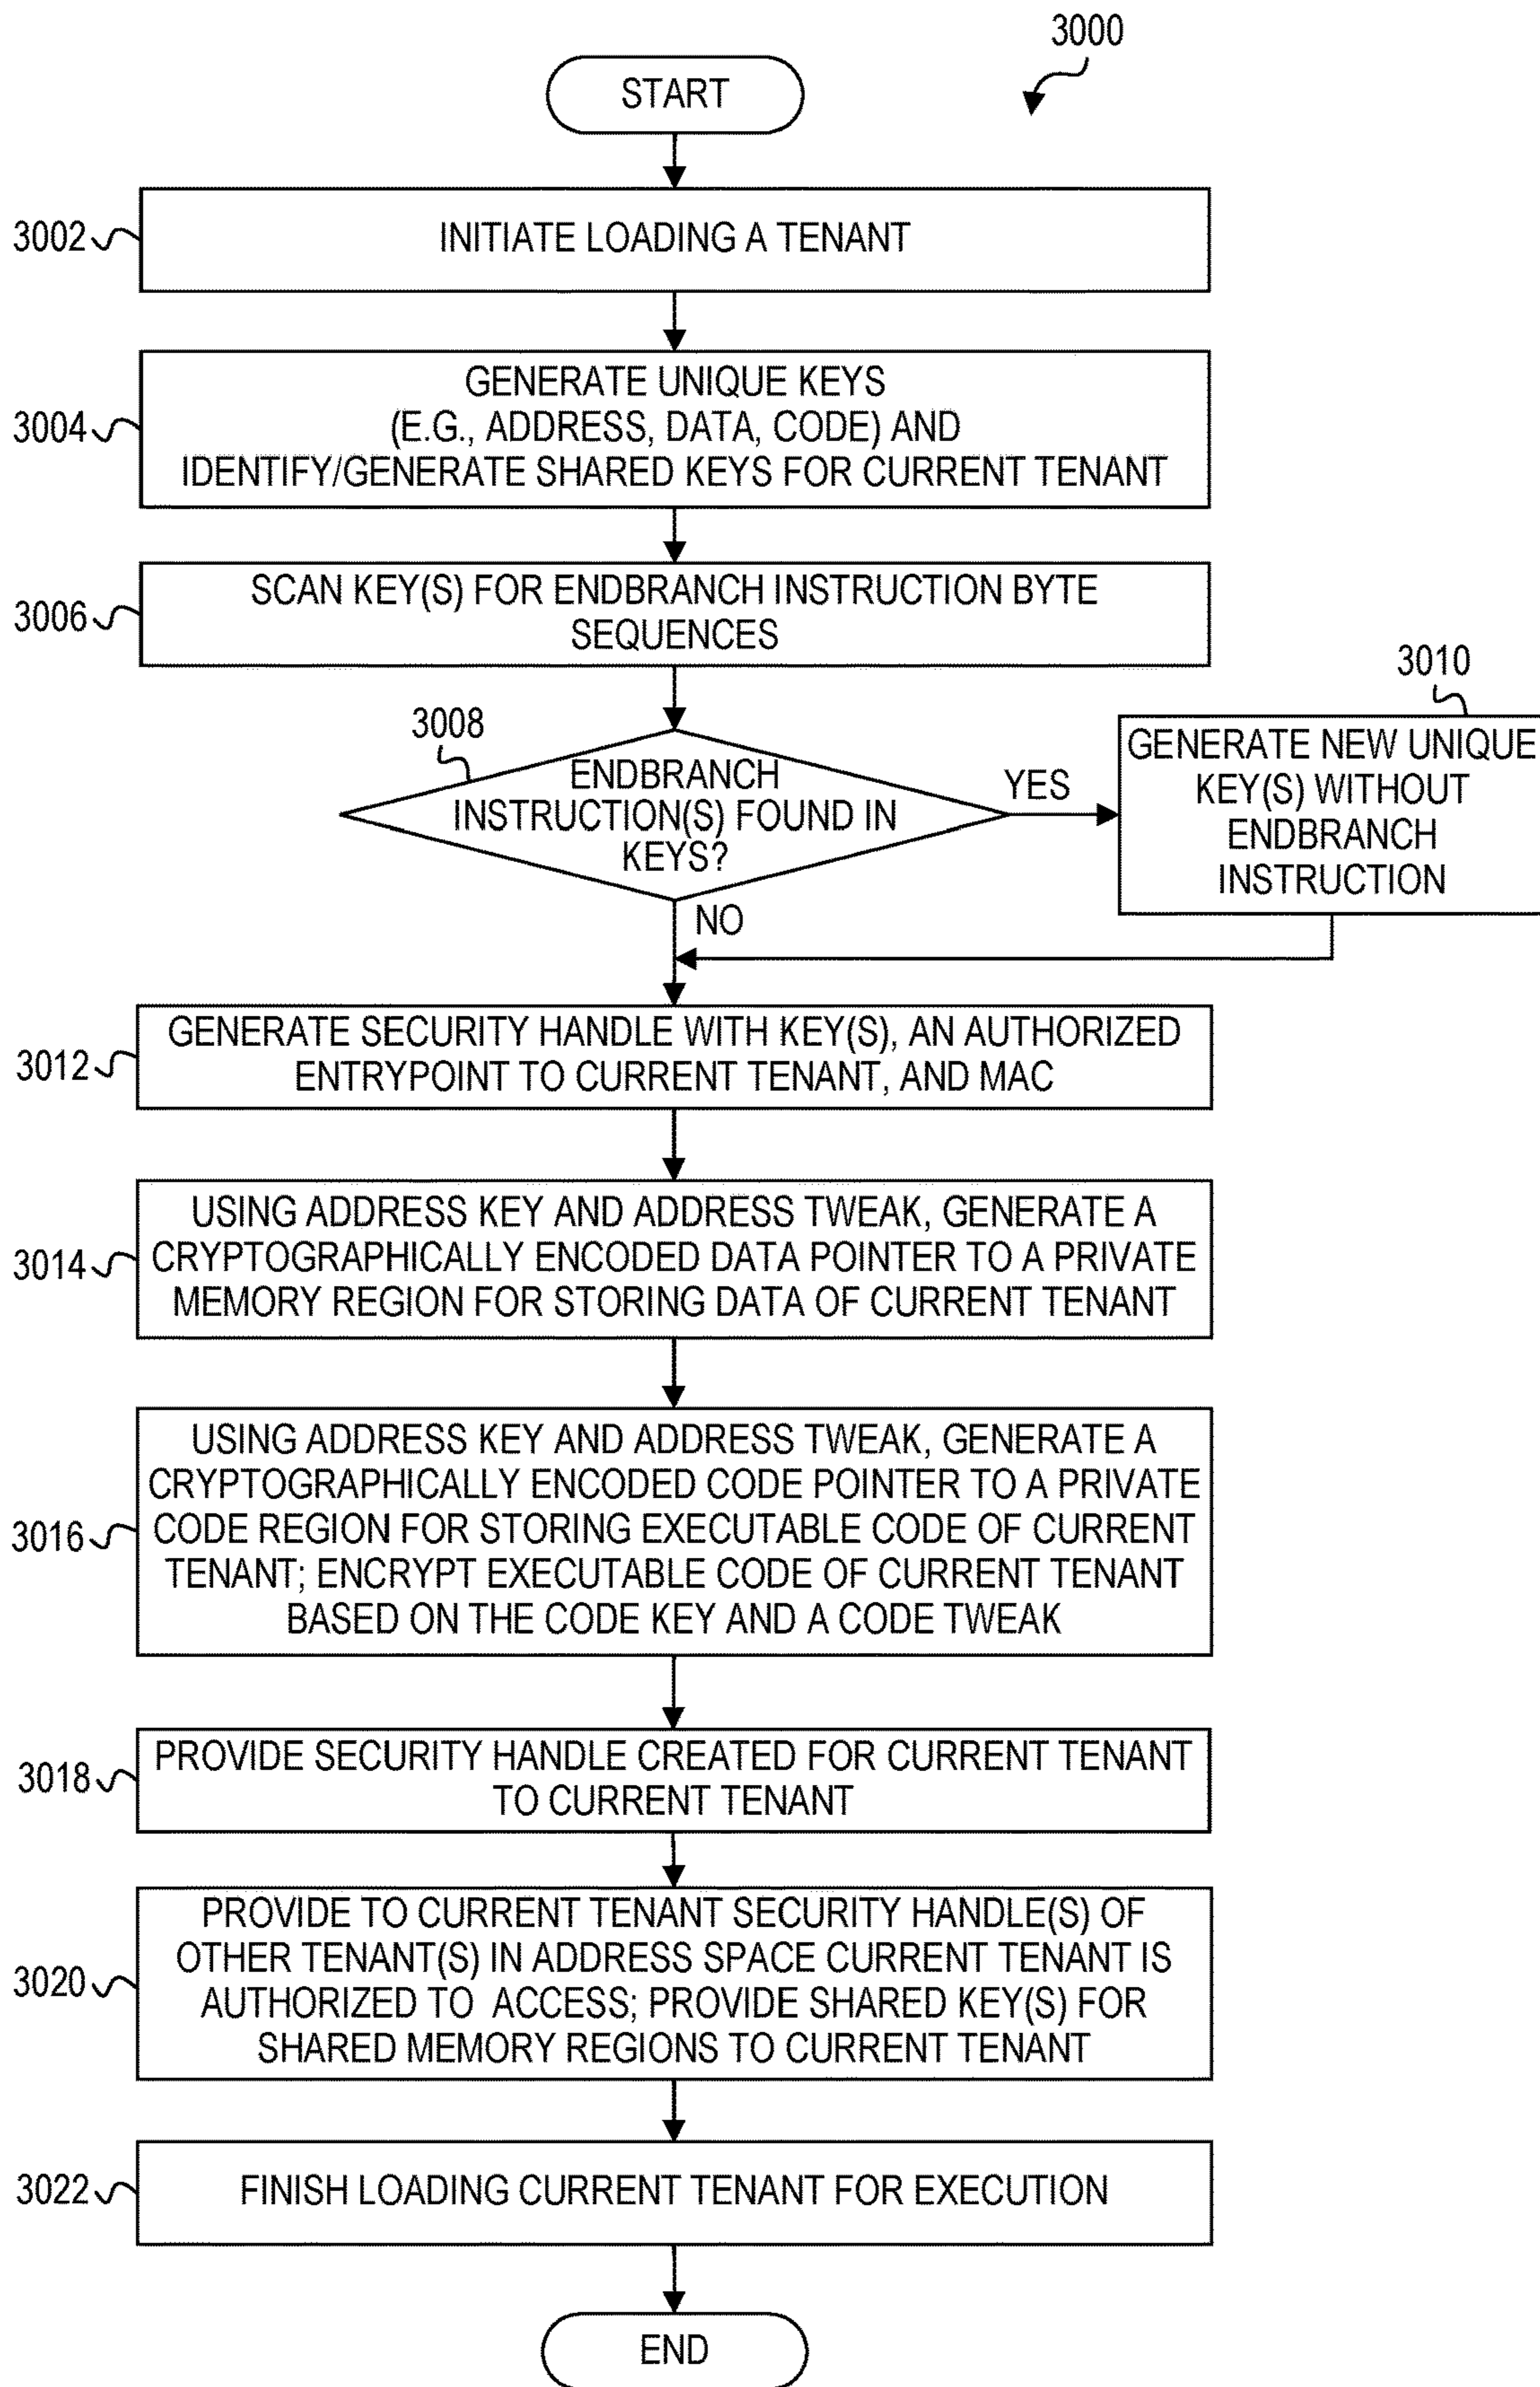 3000
START
3002
INITIATE LOADING A TENANT
3004
GENERATE UNIQUE KEYS
(E.G., ADDRESS, DATA, CODE) AND
IDENTIFY/GENERATE SHARED KEYS FOR CURRENT TENANT
3006
SCAN KEY(S) FOR ENDBRANCH INSTRUCTION BYTE
SEQUENCES
3008
ENDBRANCH
INSTRUCTION(S) FOUND IN
KEYS?
YES
3010
GENERATE NEW UNIQUE
KEY(S) WITHOUT
ENDBRANCH
INSTRUCTION
NO
3012
GENERATE SECURITY HANDLE WITH KEY(S), AN AUTHORIZED
ENTRYPOINT TO CURRENT TENANT, AND MAC
3014
USING ADDRESS KEY AND ADDRESS TWEAK, GENERATE A
CRYPTOGRAPHICALLY ENCODED DATA POINTER TO A PRIVATE
MEMORY REGION FOR STORING DATA OF CURRENT TENANT
3016
USING ADDRESS KEY AND ADDRESS TWEAK, GENERATE A
CRYPTOGRAPHICALLY ENCODED CODE POINTER TO A PRIVATE
CODE REGION FOR STORING EXECUTABLE CODE OF CURRENT
TENANT; ENCRYPT EXECUTABLE CODE OF CURRENT TENANT
BASED ON THE CODE KEY AND A CODE TWEAK
3018
PROVIDE SECURITY HANDLE CREATED FOR CURRENT TENANT
TO CURRENT TENANT
3020
PROVIDE TO CURRENT TENANT SECURITY HANDLE(S) OF
OTHER TENANT(S) IN ADDRESS SPACE CURRENT TENANT IS
AUTHORIZED TO ACCESS; PROVIDE SHARED KEY(S) FOR
SHARED MEMORY REGIONS TO CURRENT TENANT
3022
FINISH LOADING CURRENT TENANT FOR EXECUTION
END